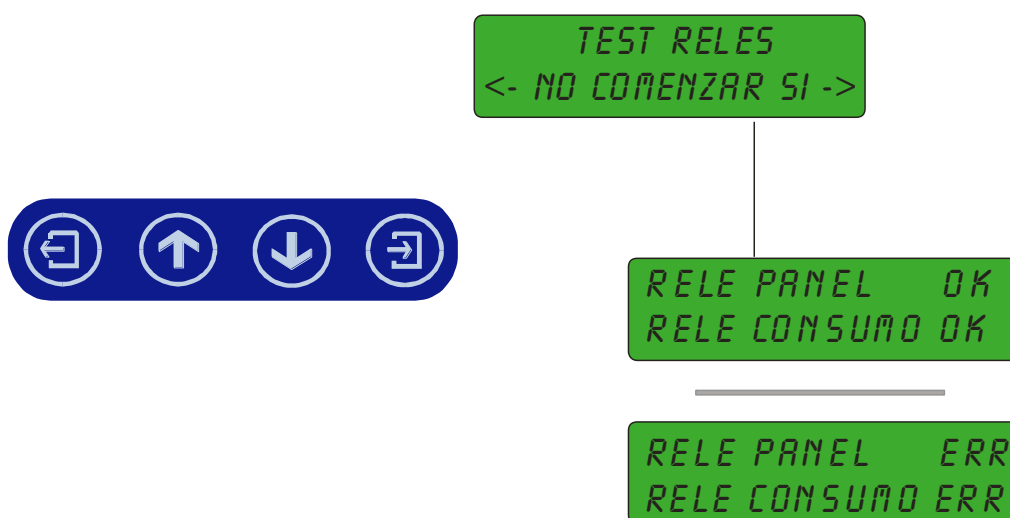 TEST RELES
<- NO COMENZAR SI ->
RELE PANEL OK
RELE CONSUMO OK
RELE PANEL ERR
RELE CONSUMO ERR